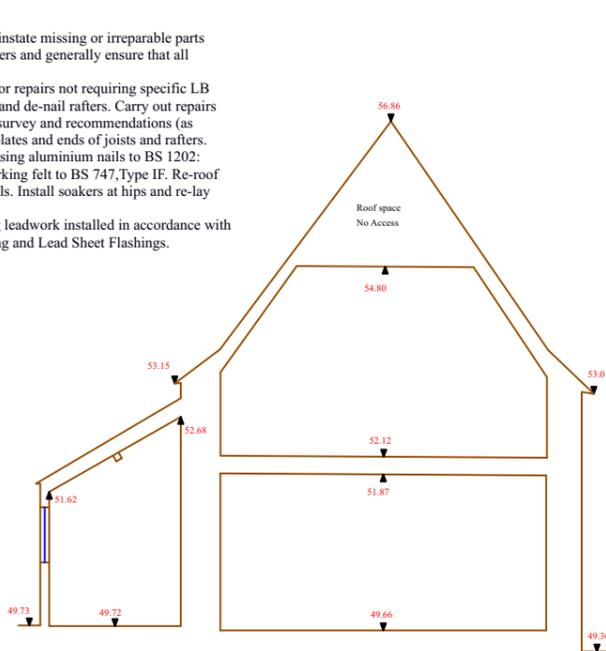 instate missing or irreparable parts
ers and generally ensure that all
or repairs not requiring specific LB
and de-nail rafters. Carry out repairs
survey and recommendations (as
plates and ends of joists and rafters.
sing aluminium nails to BS 1202:
rking felt to BS 747,Type IF. Re-roof
ls. Install soakers at hips and re-lay
leadwork installed in accordance with
ng and Lead Sheet Flashings.
56.86
Roof space
No Access
54.80
53.15
53.0
52.68
52.12
51.87
51.62
49.73
49.72
49.66
49.3